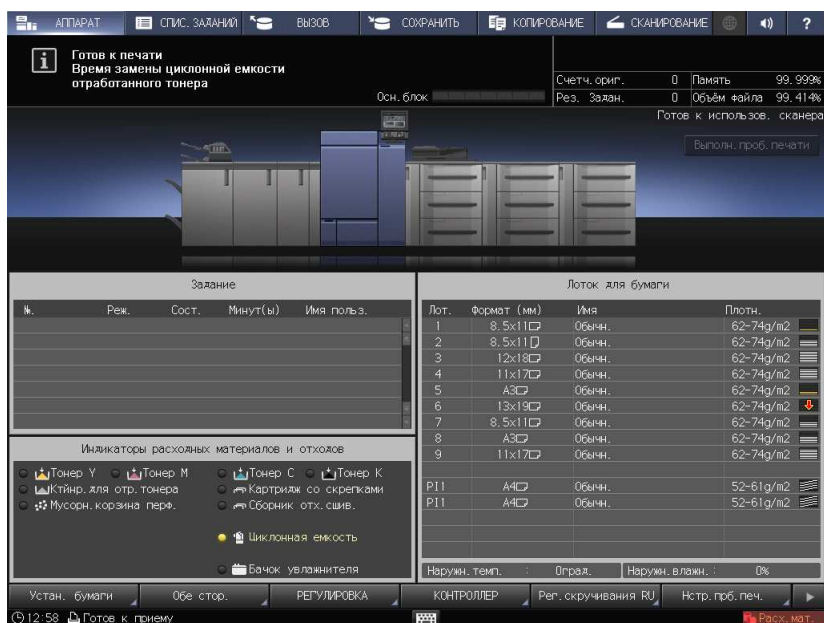 АППАРАТ СПИС. ЗАДАНИЙ ВЫЗОВ СОХРАНИТЬ КОПИРОВАНИЕ СКАНИРОВАНИЕ ?
Готов к печати
Время замены циклонной емкости
отработанного тонера
Осн. блок
Счетч. ориг. 0 Память 99.999%
Рез. Задан. 0 Объём файла 99.414%
Готов к использов. сканера
Выполн. проб. печати
Задание
№. Реж. Сост. Минут(ы) Имя польз.
Лоток для бумаги
Лот. Формат (мм) Имя Плотн.
1 8.5x11 Обычн. 62-74g/m2
2 8.5x11 Обычн. 62-74g/m2
3 12x18 Обычн. 62-74g/m2
4 11x17 Обычн. 62-74g/m2
5 A3 Обычн. 62-74g/m2
6 13x19 Обычн. 62-74g/m2
7 8.5x11 Обычн. 62-74g/m2
8 A3 Обычн. 62-74g/m2
9 11x17 Обычн. 62-74g/m2
PI1 A4 52-61g/m2
PI1 A4 52-61g/m2
Наружн. темп. : 0град. Наружн. влажн. : 0%
Индикаторы расходных материалов и отходов
Тонер Y Тонер M Тонер C Тонер K
Ктйнр. для отр. тонера Картридж со скрепками
Мусорн. корзина перф. Сборник отх. сшив.
Циклонная емкость
Бачок увлажнителя
Устан. бумаги Обе стор. РЕГУЛИРОВКА КОНТРОЛЛЕР Рег. скручивания RU Нстр. прб. печ.
12:58 Готов к приему Расх. мат.